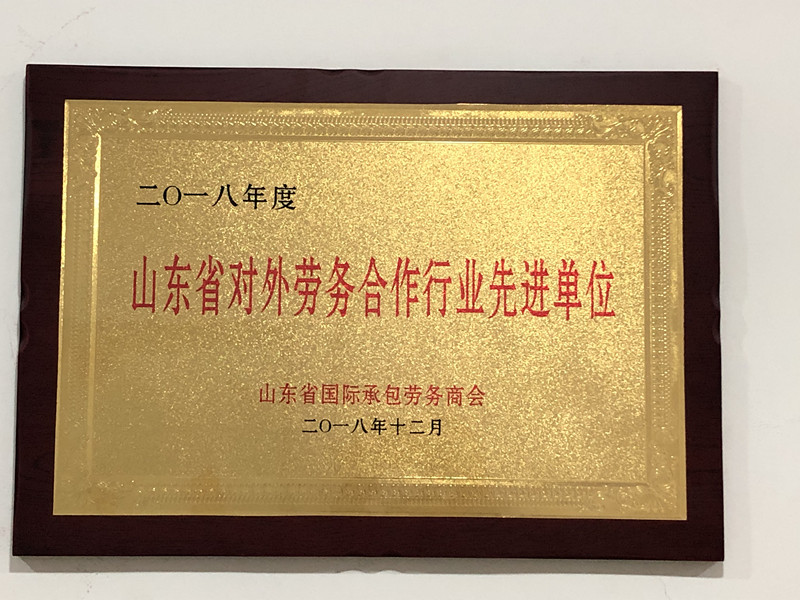 二〇一八年度
山东省对外劳务合作行业先进单位
山东省国际承包劳务商会
二〇一八年十二月